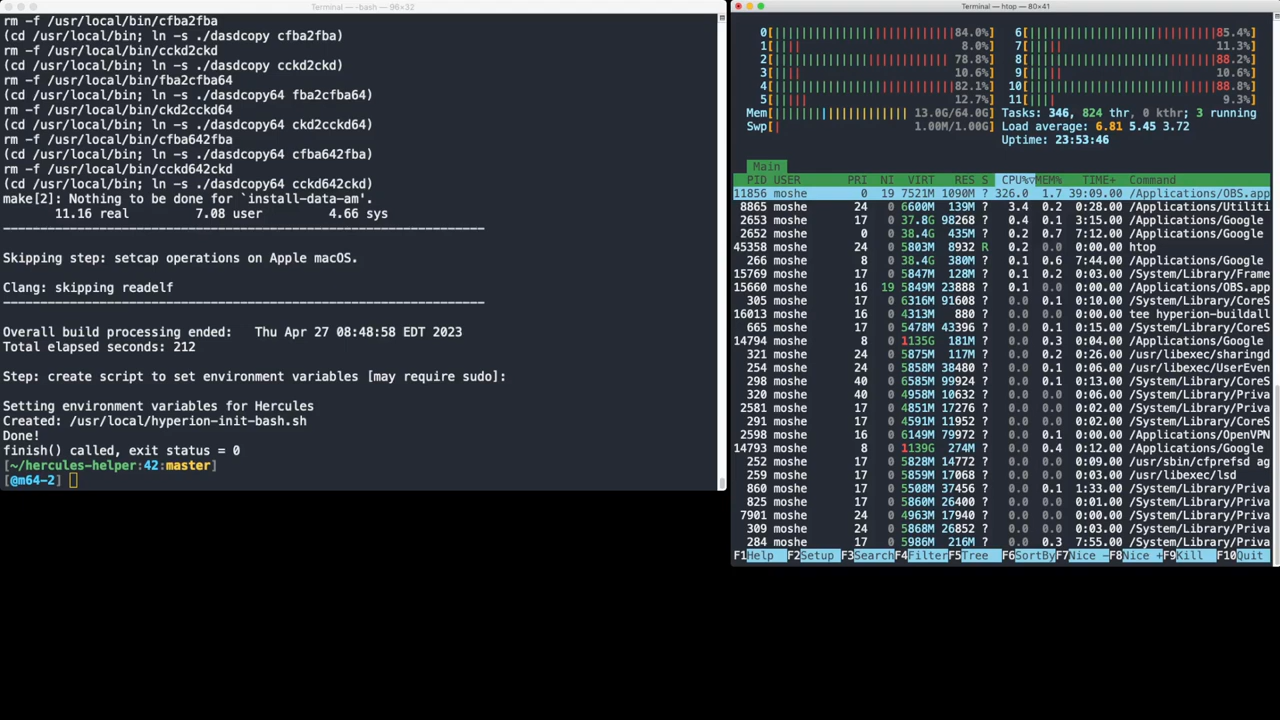 Terminal — -bash — 96×32
rm -f /usr/local/bin/cfba2fba
(cd /usr/local/bin; ln -s ./dasdcopy cfba2fba)
rm -f /usr/local/bin/cckd2ckd
(cd /usr/local/bin; ln -s ./dasdcopy cckd2ckd)
rm -f /usr/local/bin/fba2cfba64
(cd /usr/local/bin; ln -s ./dasdcopy64 fba2cfba64)
rm -f /usr/local/bin/ckd2cckd64
(cd /usr/local/bin; ln -s ./dasdcopy64 ckd2cckd64)
rm -f /usr/local/bin/cfba642fba
(cd /usr/local/bin; ln -s ./dasdcopy64 cfba642fba)
rm -f /usr/local/bin/cckd642ckd
(cd /usr/local/bin; ln -s ./dasdcopy64 cckd642ckd)
make[2]: Nothing to be done for `install-data-am'.
11.16 real 7.08 user 4.66 sys
-----------------------------------------------------------------
Skipping step: setcap operations on Apple macOS.
Clang: skipping readelf
-----------------------------------------------------------------
Overall build processing ended: Thu Apr 27 08:48:58 EDT 2023
Total elapsed seconds: 212
Step: create script to set environment variables [may require sudo]:
Setting environment variables for Hercules
Created: /usr/local/hyperion-init-bash.sh
Done!
finish() called, exit status = 0
[~/hercules-helper:42:master]
[@m64-2]
Terminal — htop — 80×41
0[ 84.0%] 6[ 85.4%]
1[ 8.0%] 7[ 11.3%]
2[ 78.8%] 8[ 88.2%]
3[ 10.6%] 9[ 10.6%]
4[ 82.1%] 10[ 88.8%]
5[ 12.7%] 11[ 9.3%]
Mem[ 13.0G/64.0G] Tasks: 346, 824 thr, 0 kthr; 3 running
Swp[ 1.00M/1.00G] Load average: 6.81 5.45 3.72
Uptime: 23:53:46
Main
PID USER PRI NI VIRT RES S CPU%▽MEM% TIME+ Command
11856 moshe 0 19 7521M 1090M ? 326.0 1.7 39:09.00 /Applications/OBS.app
8865 moshe 24 0 6600M 139M ? 3.4 0.2 0:28.00 /Applications/Utiliti
2653 moshe 17 0 37.8G 98268 ? 0.4 0.1 3:15.00 /Applications/Google
2652 moshe 0 0 38.4G 435M ? 0.2 0.7 7:12.00 /Applications/Google
45358 moshe 24 0 5803M 8932 R 0.2 0.0 0:00.00 htop
266 moshe 8 0 38.4G 380M ? 0.1 0.6 7:44.00 /Applications/Google
15769 moshe 17 0 5847M 128M ? 0.1 0.2 0:03.00 /System/Library/Frame
15660 moshe 16 19 5849M 23888 ? 0.1 0.0 0:00.00 /Applications/OBS.app
305 moshe 17 0 6316M 91608 ? 0.0 0.1 0:10.00 /System/Library/CoreS
16013 moshe 16 0 4313M 880 ? 0.0 0.0 0:00.00 tee hyperion-buildall
665 moshe 17 0 5478M 43396 ? 0.0 0.1 0:15.00 /System/Library/CoreS
14794 moshe 8 0 1135G 181M ? 0.0 0.3 0:04.00 /Applications/Google
321 moshe 24 0 5875M 117M ? 0.0 0.2 0:26.00 /usr/libexec/sharingd
254 moshe 24 0 5858M 38480 ? 0.0 0.1 0:06.00 /usr/libexec/UserEven
298 moshe 40 0 6585M 99924 ? 0.0 0.1 0:13.00 /System/Library/CoreS
320 moshe 40 0 4958M 10632 ? 0.0 0.0 0:06.00 /System/Library/Priva
2581 moshe 17 0 4851M 17276 ? 0.0 0.0 0:02.00 /System/Library/CoreS
291 moshe 17 0 5492M 11644 ? 0.0 0.0 0:02.00 /System/Library/CoreS
2598 moshe 16 0 6149M 79972 ? 0.0 0.1 0:00.00 /Applications/OpenVPN
14793 moshe 8 0 1139G 274M ? 0.0 0.4 0:12.00 /Applications/Google
252 moshe 17 0 5828M 14772 ? 0.0 0.0 0:09.00 /usr/sbin/cfprefsd ag
259 moshe 17 0 5859M 17068 ? 0.0 0.0 0:02.00 /usr/libexec/lsd
860 moshe 17 0 5508M 37456 ? 0.0 0.1 1:33.00 /System/Library/Priva
825 moshe 17 0 5860M 26400 ? 0.0 0.0 0:01.00 /System/Library/Priva
7901 moshe 24 0 4963M 17940 ? 0.0 0.0 0:00.00 /System/Library/Priva
309 moshe 24 0 5868M 26852 ? 0.0 0.0 0:03.00 /System/Library/Priva
284 moshe 17 0 5986M 216M ? 0.0 0.3 7:55.00 /System/Library/Priva
F1Help F2Setup F3SearchF4FilterF5Tree F6SortByF7Nice -F8Nice +F9Kill F10Quit